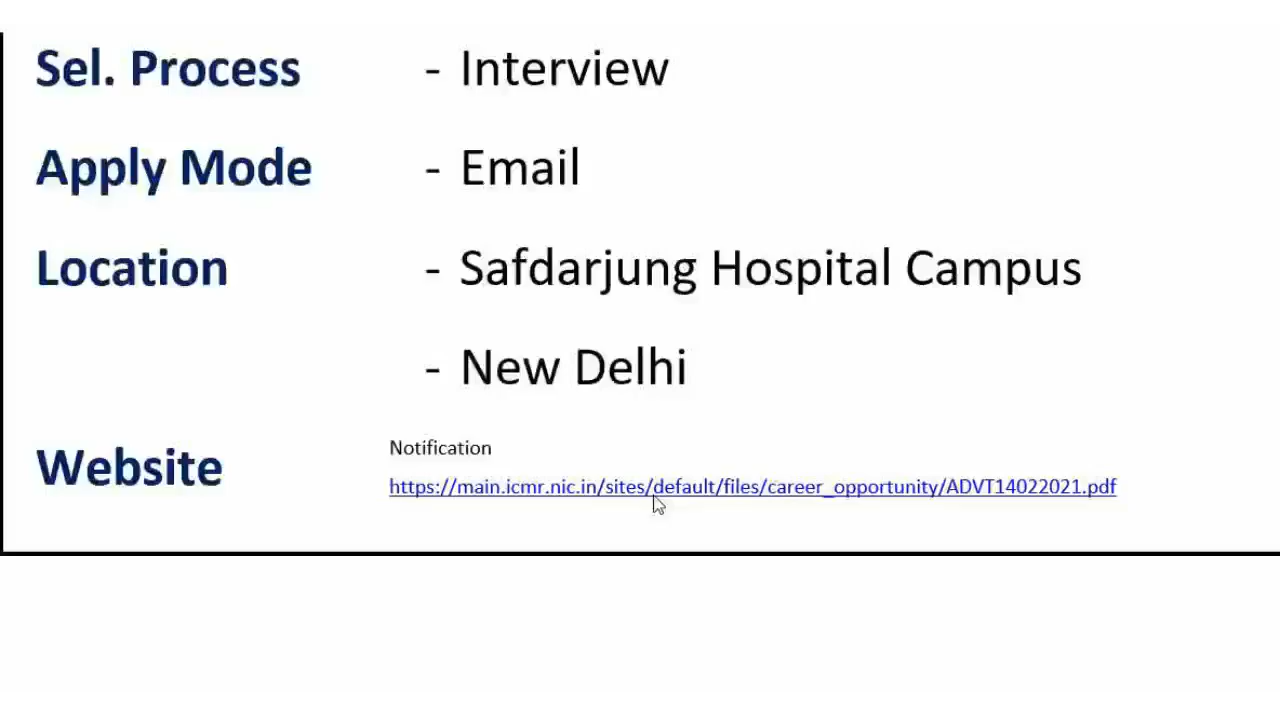 Sel. Process - Interview
Apply Mode - Email
Location - Safdarjung Hospital Campus
- New Delhi
Website
Notification
https://main.icmr.nic.in/sites/default/files/career_opportunity/ADVT14022021.pdf